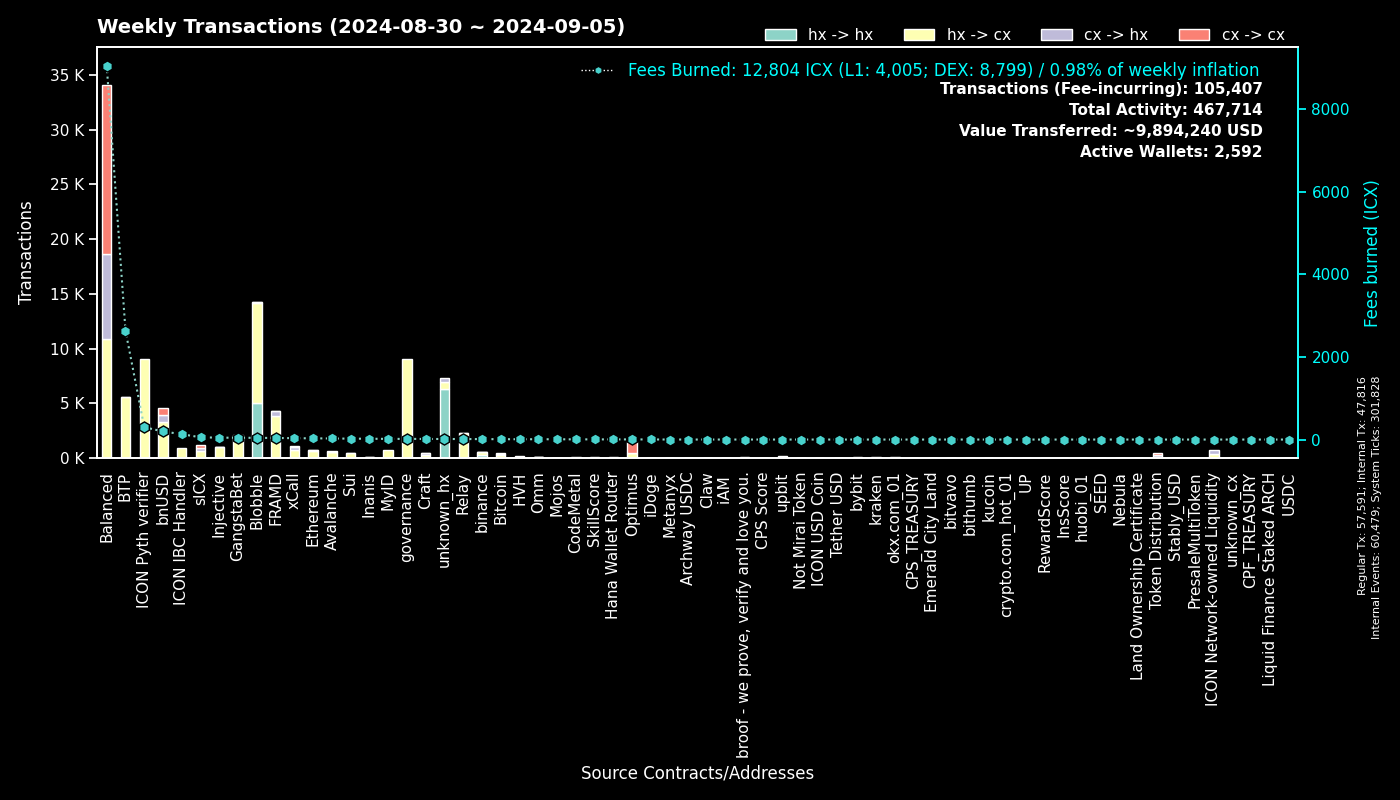 Weekly Transactions (2024-08-30 ~ 2024-09-05)
hx -> hx
hx -> cx
cx -> hx
cx -> cx
Fees Burned: 12,804 ICX (L1: 4,005; DEX: 8,799) / 0.98% of weekly inflation
Transactions (Fee-incurring): 105,407
Total Activity: 467,714
Value Transferred: ~9,894,240 USD
Active Wallets: 2,592
Transactions
35 K
30 K
25 K
20 K
15 K
10 K
5 K
0 K
8000
6000
4000
2000
0
Fees burned (ICX)
Regular Tx: 57,591; Internal Tx: 47,816
Internal Events: 60,479; System Ticks: 301,828
Balanced
BTP
ICON Pyth verifier
bnUSD
ICON IBC Handler
sICX
Injective
GangstaBet
Blobble
FRAMD
xCall
Ethereum
Avalanche
Sui
Inanis
MyID
governance
Craft
unknown_hx
Relay
binance
Bitcoin
HVH
Omm
Mojos
CodeMetal
SkillScore
Hana Wallet Router
Optimus
iDoge
Metanyx
Archway USDC
Claw
iAM
broof - we prove, verify and love you.
CPS Score
upbit
Not Mirai Token
ICON USD Coin
Tether USD
bybit
kraken
okx.com_01
CPS_TREASURY
Emerald City Land
bitvavo
bithumb
kucoin
crypto.com_hot_01
UP
RewardScore
InsScore
huobi_01
SEED
Nebula
Land Ownership Certificate
Token Distribution
Stably_USD
PresaleMultiToken
ICON Network-owned Liquidity
unknown_cx
CPF_TREASURY
Liquid Finance Staked ARCH
USDC
Source Contracts/Addresses